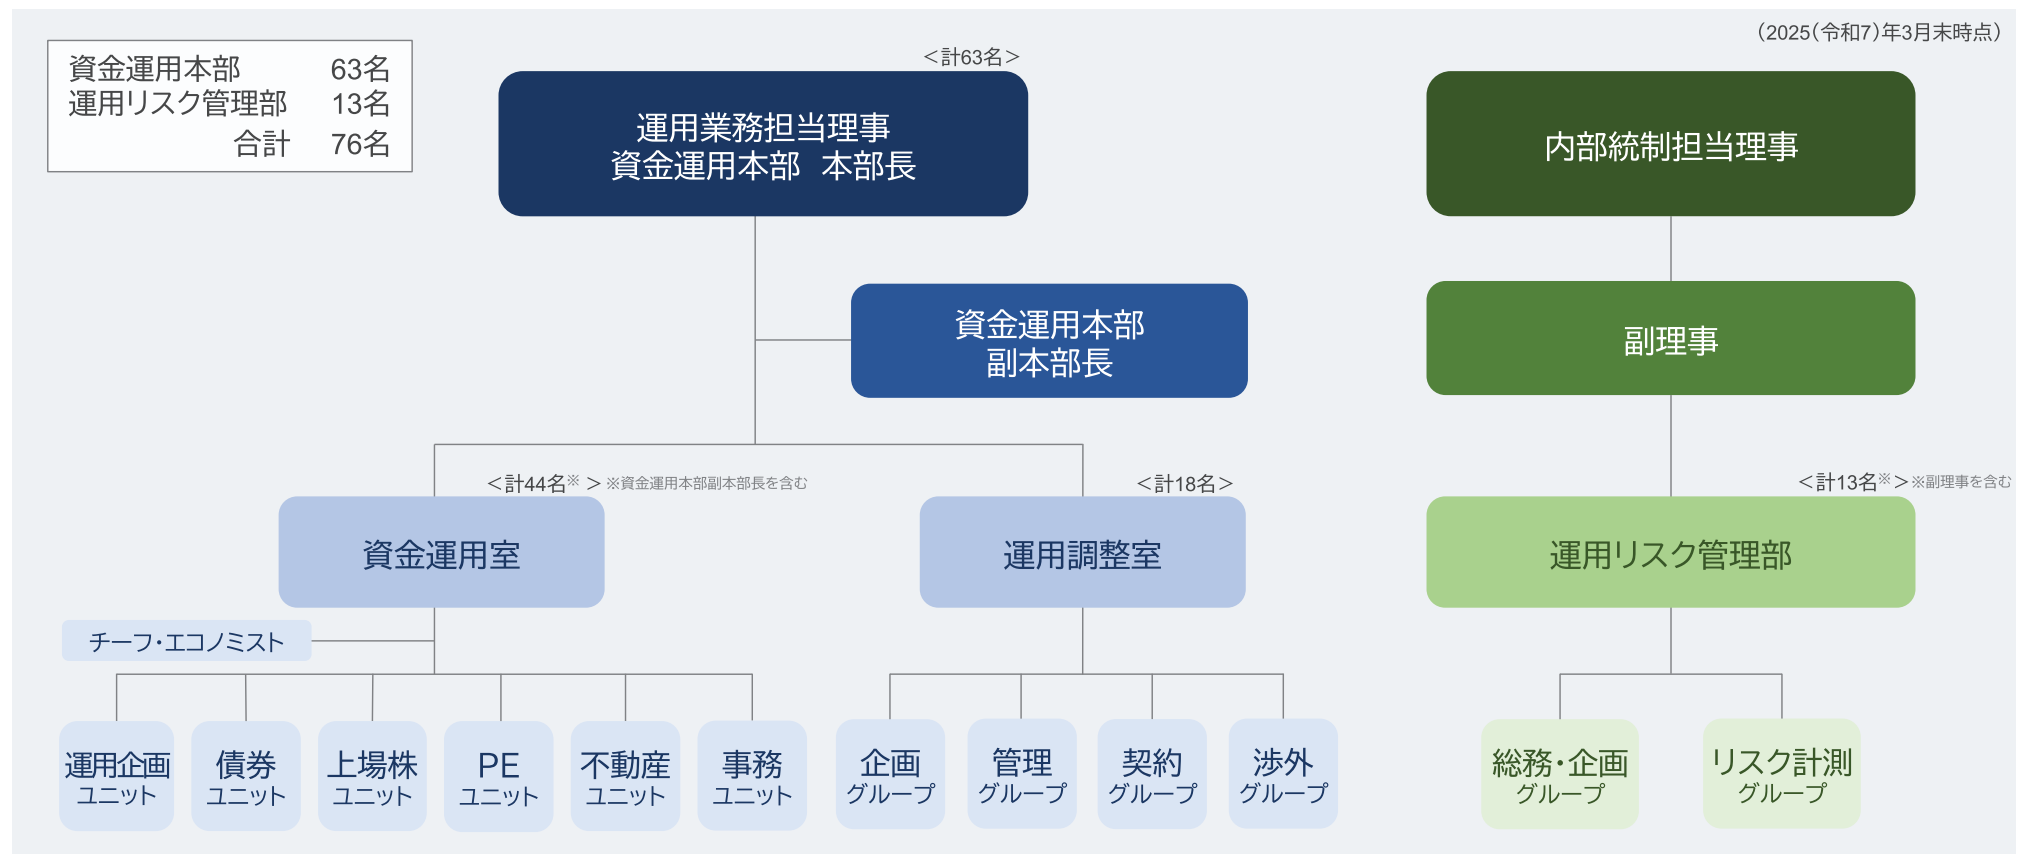 （2025（令和7）年3月末時点）
資金運用本部 63名
運用リスク管理部 13名
合計 76名
＜計63名＞
運用業務担当理事
資金運用本部 本部長
内部統制担当理事
資金運用本部
副本部長
副理事
＜計44名※＞※資金運用本部副本部長を含む
資金運用室
＜計18名＞
運用調整室
＜計13名※＞※副理事を含む
運用リスク管理部
チーフ・エコノミスト
運用企画
ユニット
債券
ユニット
上場株
ユニット
PE
ユニット
不動産
ユニット
事務
ユニット
企画
グループ
管理
グループ
契約
グループ
渉外
グループ
総務・企画
グループ
リスク計測
グループ